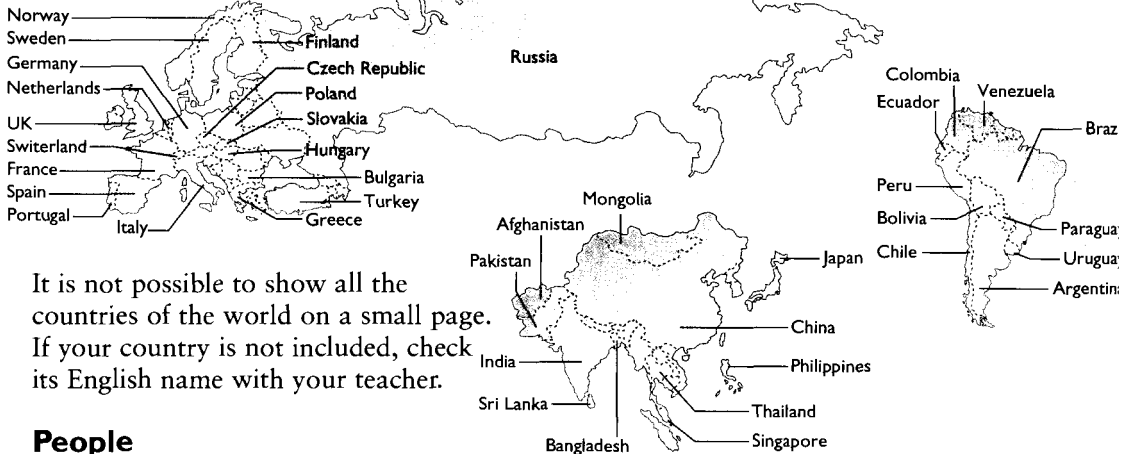 Norway
Sweden
Germany
Netherlands
UK
Switerland
France
Spain
Portugal
Italy
Finland
Czech Republic
Poland
Slovakia
Hungary
Bulgaria
Turkey
Greece
Russia
Colombia
Ecuador
Venezuela
Braz
Peru
Bolivia
Chile
Paragua
Urugua
Argentin
Mongolia
Afghanistan
Pakistan
Japan
China
India
Philippines
Sri Lanka
Thailand
Bangladesh
Singapore
It is not possible to show all the
countries of the world on a small page.
If your country is not included, check
its English name with your teacher.
People